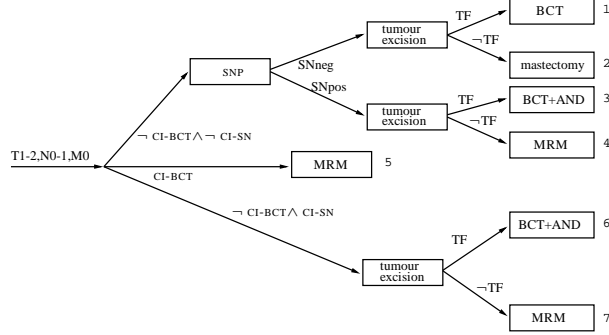 TF
BCT
1
tumour
excision
¬TF
SNneg
mastectomy
2
SNP
SNpos
TF
BCT+AND
3
tumour
excision
¬TF
¬ CI-BCT∧¬ CI-SN
MRM
4
T1-2,N0-1,M0
MRM
5
CI-BCT
¬ CI-BCT∧ CI-SN
BCT+AND
6
TF
tumour
excision
¬TF
MRM
7